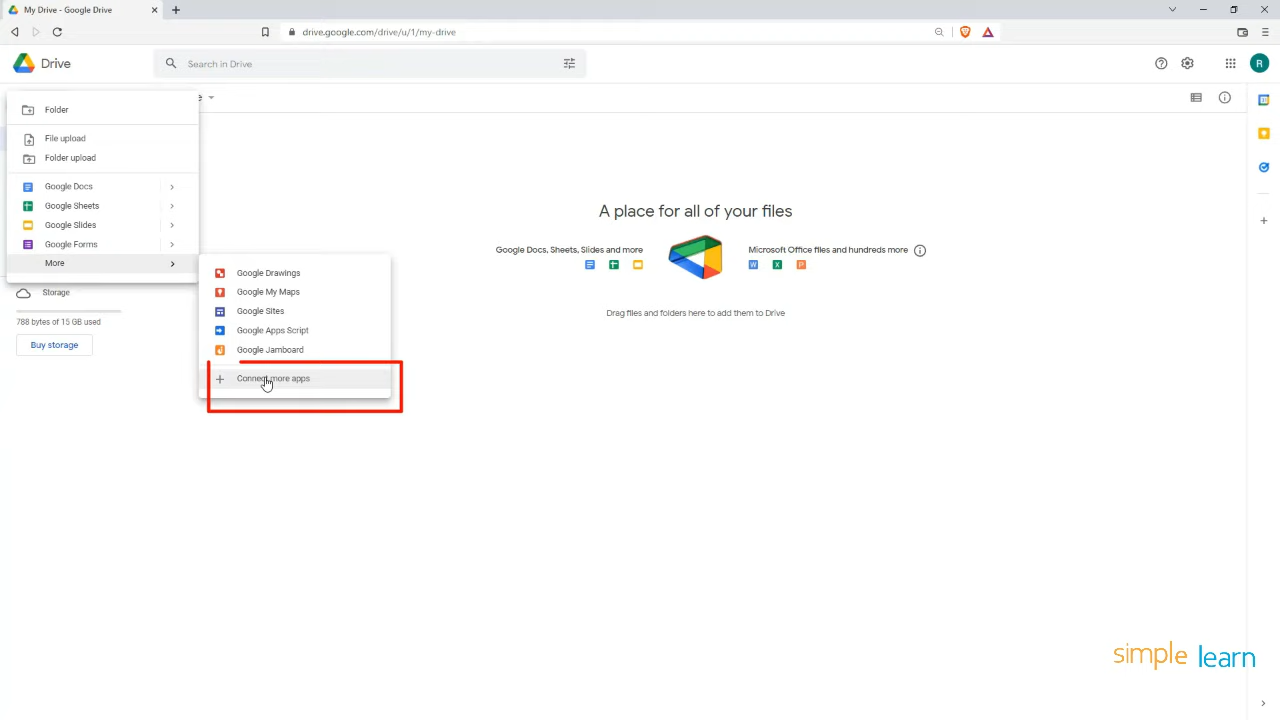 My Drive - Google Drive
drive.google.com/drive/u/1/my-drive
Drive
Search in Drive
R
e
Folder
File upload
Folder upload
Google Docs
Google Sheets
Google Slides
Google Forms
More
Storage
788 bytes of 15 GB used
Buy storage
Google Drawings
Google My Maps
Google Sites
Google Apps Script
Google Jamboard
Connect more apps
A place for all of your files
Google Docs, Sheets, Slides and more
Microsoft Office files and hundreds more
W X P
Drag files and folders here to add them to Drive
simple learn